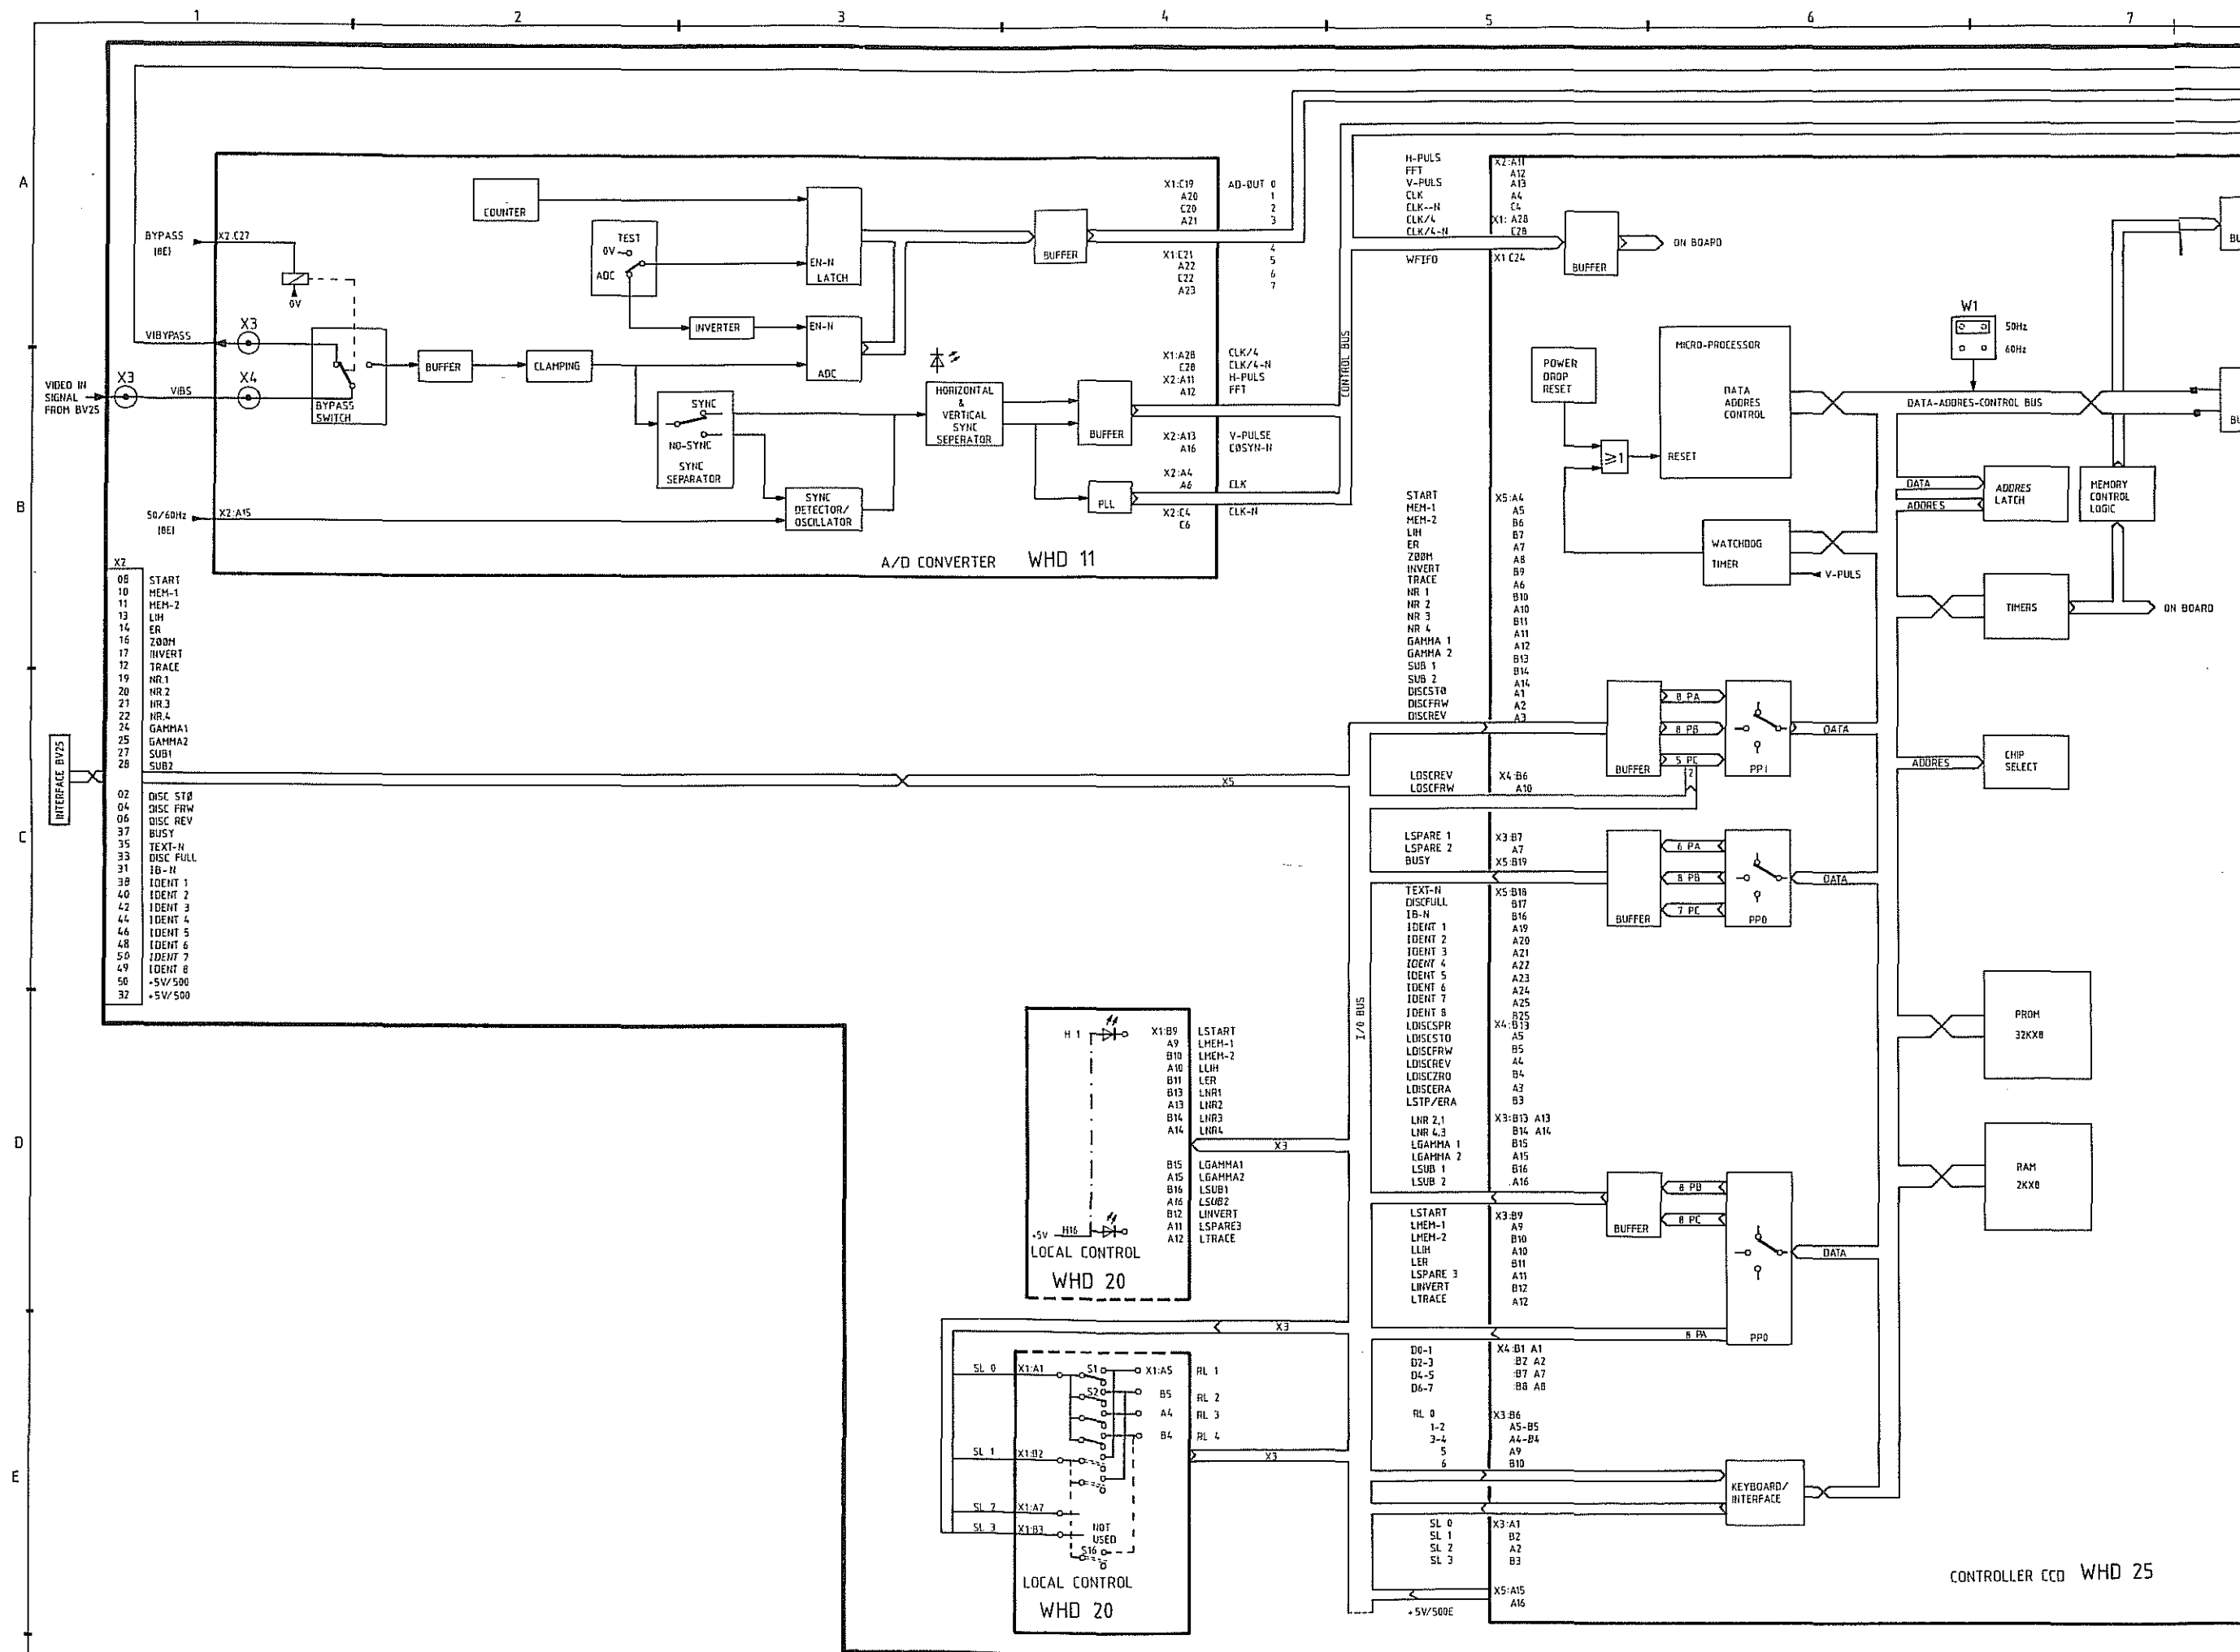 1 2 3 4 5 6 7
A
B
C
D
E
COUNTER
BYPASS
(8E)
X2:C27
0V
TEST
0V
ADC
EN-N
LATCH
BUFFER
X1:C19 AD-OUT 0
A20 1
C20 2
A21 3
4
X1:C21 5
A22 6
C22 7
A23
INVERTER
EN-N
ADC
VIBYPASS
X3
VIDEO IN
SIGNAL
FROM BV25
X3
VIBS
X4
BYPASS
SWITCH
BUFFER
CLAMPING
SYNC
NO-SYNC
SYNC
SEPARATOR
HORIZONTAL
&
VERTICAL
SYNC
SEPERATOR
BUFFER
X1:A28 CLK/4
C28 CLK/4-N
X2:A11 H-PULS
A12 FFT
X2:A13 V-PULSE
A16 C0SYN-N
X2:A4
A6 CLK
X2:C4 CLK-N
C6
PLL
SYNC
DETECTOR/
OSCILLATOR
50/60Hz
(8E)
X2:A15
A/D CONVERTER WHD 11
CONTROL BUS
H-PULS X2:A11
FFT A12
V-PULS A13
CLK A4
CLK--N C4
CLK/4 X1: A28
CLK/4-N C28
WFIFO X1 C24
BUFFER
ON BOARD
POWER
DROP
RESET
≥1
MICRO-PROCESSOR
DATA
ADDRES
CONTROL
RESET
W1
50Hz
60Hz
DATA-ADDRES-CONTROL BUS
BU
BU
DATA
ADDRES
ADDRES
LATCH
MEMORY
CONTROL
LOGIC
WATCHDOG
TIMER
V-PULS
TIMERS
ON BOARD
X2
08 START
10 MEM-1
11 MEM-2
13 LIH
14 ER
16 Z00M
17 INVERT
12 TRACE
19 NR.1
20 NR.2
21 NR.3
22 NR.4
24 GAMMA1
25 GAMMA2
27 SUB1
28 SUB2
02 DISC STØ
04 DISC FRW
06 DISC REV
37 BUSY
35 TEXT-N
33 DISC FULL
31 IB-N
38 IDENT 1
40 IDENT 2
42 IDENT 3
44 IDENT 4
46 IDENT 5
48 IDENT 6
50 IDENT 7
49 IDENT 8
50 +5V/500
32 +5V/500
INTERFACE BV25
X5
START X5:A4
MEM-1 A5
MEM-2 B6
LIH B7
ER A7
Z00M A8
INVERT B9
TRACE A6
NR 1 B10
NR 2 A10
NR 3 B11
NR 4 A11
GAMMA 1 A12
GAMMA 2 B13
SUB 1 B14
SUB 2 A14
DISCSTØ A1
DISCFRW A2
DISCREV A3
BUFFER
8 PA
8 PB
5 PC
2
PPI
DATA
ADDRES
CHIP
SELECT
LDSCREV X4:B6
LDSCFRW A10
LSPARE 1 X3:B7
LSPARE 2 A7
BUSY X5:B19
TEXT-N X5:B18
DISCFULL B17
IB-N B16
IDENT 1 A19
IDENT 2 A20
IDENT 3 A21
IDENT 4 A22
IDENT 5 A23
IDENT 6 A24
IDENT 7 A25
IDENT 8 B25
BUFFER
6 PA
8 PB
7 PC
PPO
DATA
I/O BUS
LDISCSPR X4:B13
LDISCSTO A5
LDISCFRW B5
LDISCREV A4
LDISCZRO B4
LDISCERA A3
LSTP/ERA B3
LNR 2,1 X3:B13 A13
LNR 4,3 B14 A14
LGAMMA 1 B15
LGAMMA 2 A15
LSUB 1 B16
LSUB 2 A16
LSTART X3:B9
LMEM-1 A9
LMEM-2 B10
LLIH A10
LER B11
LSPARE 3 A11
LINVERT B12
LTRACE A12
BUFFER
8 PB
8 PC
8 PA
PPO
DATA
PROM
32KX8
RAM
2KX8
H 1
X1:B9 LSTART
A9 LMEM-1
B10 LMEM-2
A10 LLIH
B11 LER
B13 LNR1
A13 LNR2
B14 LNR3
A14 LNR4
X3
B15 LGAMMA1
A15 LGAMMA2
B16 LSUB1
A16 LSUB2
B12 LINVERT
A11 LSPARE3
A12 LTRACE
+5V H16
LOCAL CONTROL
WHD 20
X3
SL 0 X1:A1 S1 X1:A5 RL 1
S2 B5 RL 2
A4 RL 3
B4 RL 4
SL 1 X1:B2
X3
SL 2 X1:A7
SL 3 X1:B3
NOT
USED
S16
LOCAL CONTROL
WHD 20
D0-1 X4:B1 A1
D2-3 :B2 A2
D4-5 :B7 A7
D6-7 :B8 A8
RL 0 X3:B6
1-2 A5-B5
3-4 A4-B4
5 A9
6 B10
KEYBOARD/
INTERFACE
SL 0 X3:A1
SL 1 B2
SL 2 A2
SL 3 B3
X5:A15
A16
+5V/500E
CONTROLLER CCD WHD 25